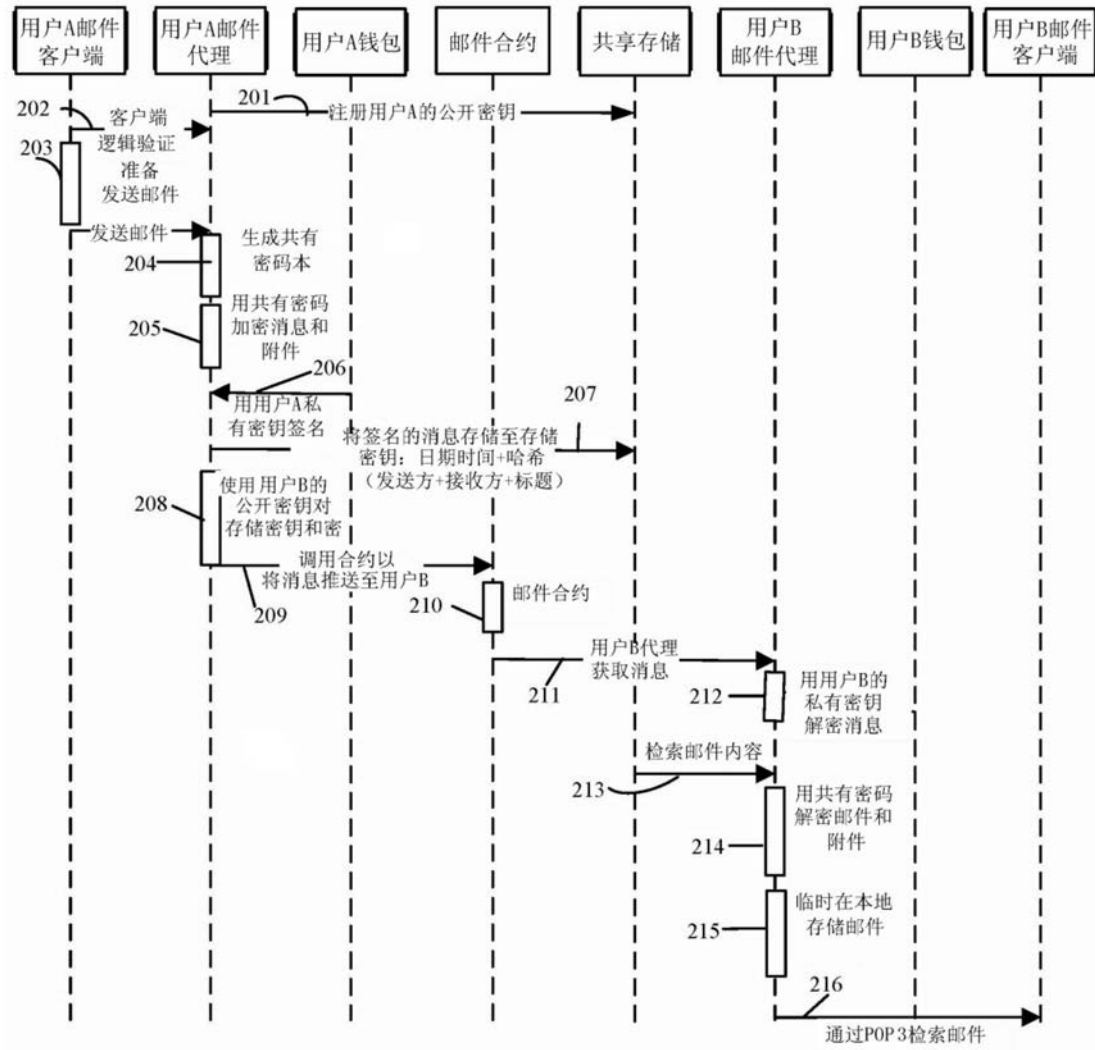 用户A邮件
客户端
用户A邮件
代理
用户A钱包
邮件合约
共享存储
用户B
邮件代理
用户B钱包
用户B邮件
客户端
201
注册用户A的公开密钥
202
客户端
逻辑验证
203
准备
发送邮件
发送邮件
204
生成共有
密码本
205
用共有密码
加密消息和
附件
206
用用户A私
有密钥签名
207
将签名的消息存储至存储
密钥：日期时间+哈希
（发送方+接收方+标题）
208
使用用户B的
公开密钥对
存储密钥和密
209
调用合约以
将消息推送至用户B
210
邮件合约
用户B代理
获取消息
211
212
用用户B的
私有密钥
解密消息
检索邮件内容
213
用共有密码
解密邮件和
附件
214
临时在本地
存储邮件
215
216
通过POP3检索邮件